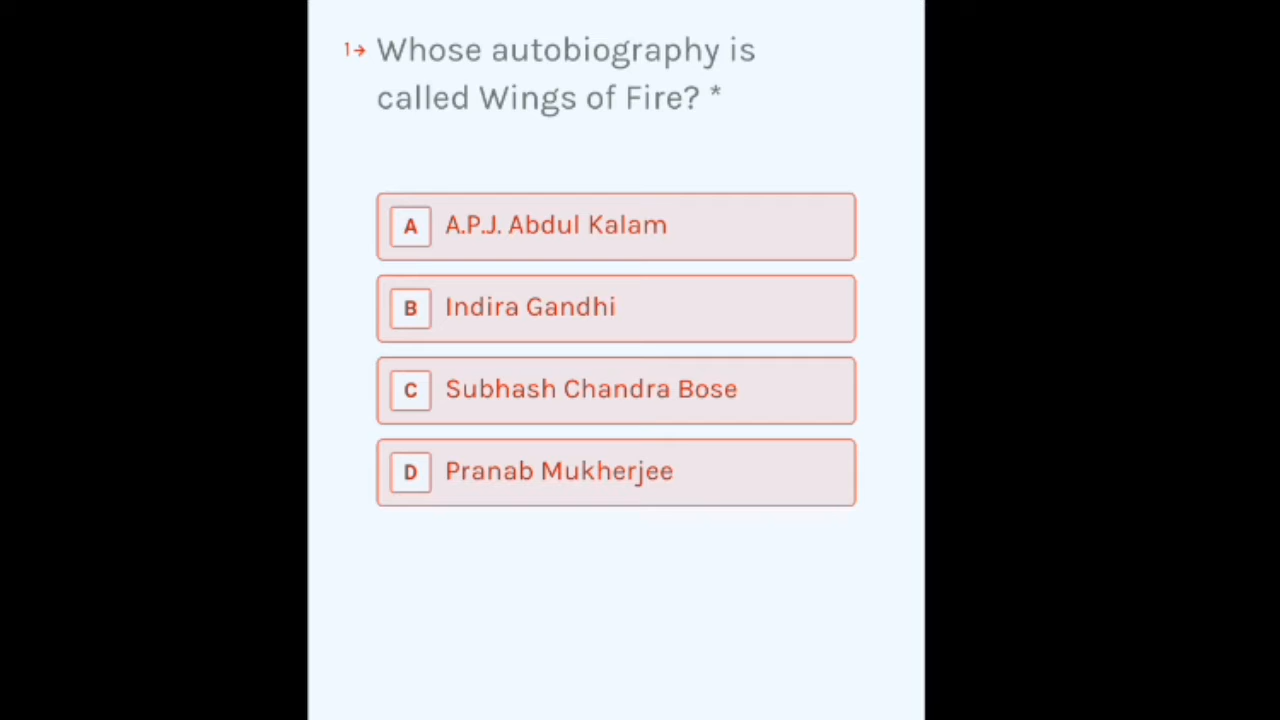 1→ Whose autobiography is
called Wings of Fire? *
A A.P.J. Abdul Kalam
B Indira Gandhi
C Subhash Chandra Bose
D Pranab Mukherjee